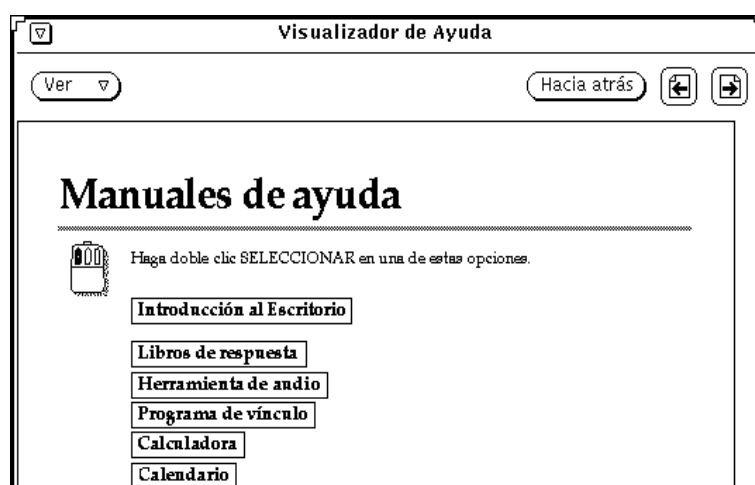 Visualizador de Ayuda
Ver
Hacia atrás
Manuales de ayuda
Haga doble clic SELECCIONAR en una de estas opciones.
Introducción al Escritorio
Libros de respuesta
Herramienta de audio
Programa de vínculo
Calculadora
Calendario